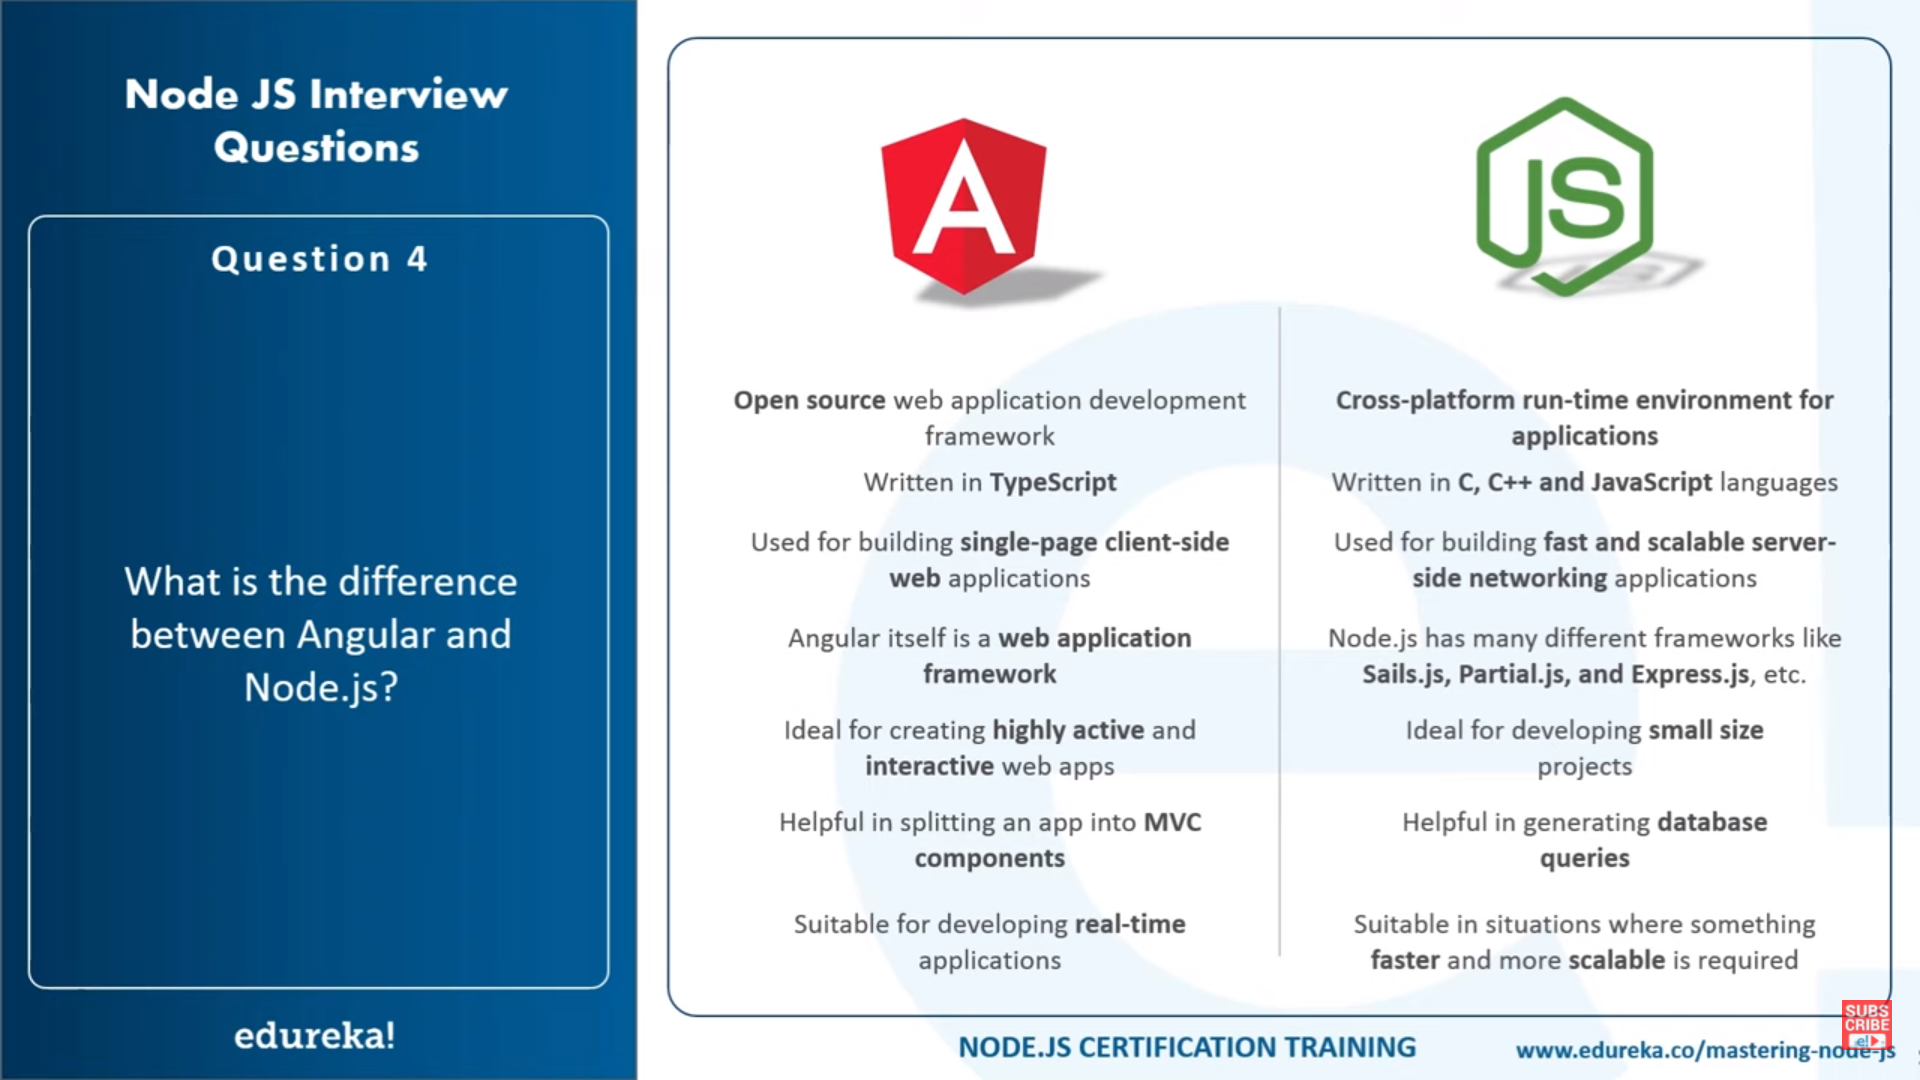 Node JS Interview
Questions
Question 4
What is the difference
between Angular and
Node.js?
edureka!
A
JS
Open source web application development
framework
Written in TypeScript
Used for building single-page client-side
web applications
Angular itself is a web application
framework
Ideal for creating highly active and
interactive web apps
Helpful in splitting an app into MVC
components
Suitable for developing real-time
applications
Cross-platform run-time environment for
applications
Written in C, C++ and JavaScript languages
Used for building fast and scalable server-
side networking applications
Node.js has many different frameworks like
Sails.js, Partial.js, and Express.js, etc.
Ideal for developing small size
projects
Helpful in generating database
queries
Suitable in situations where something
faster and more scalable is required
NODE.JS CERTIFICATION TRAINING
www.edureka.co/mastering-node-js
SUBS
CRIBE
e!